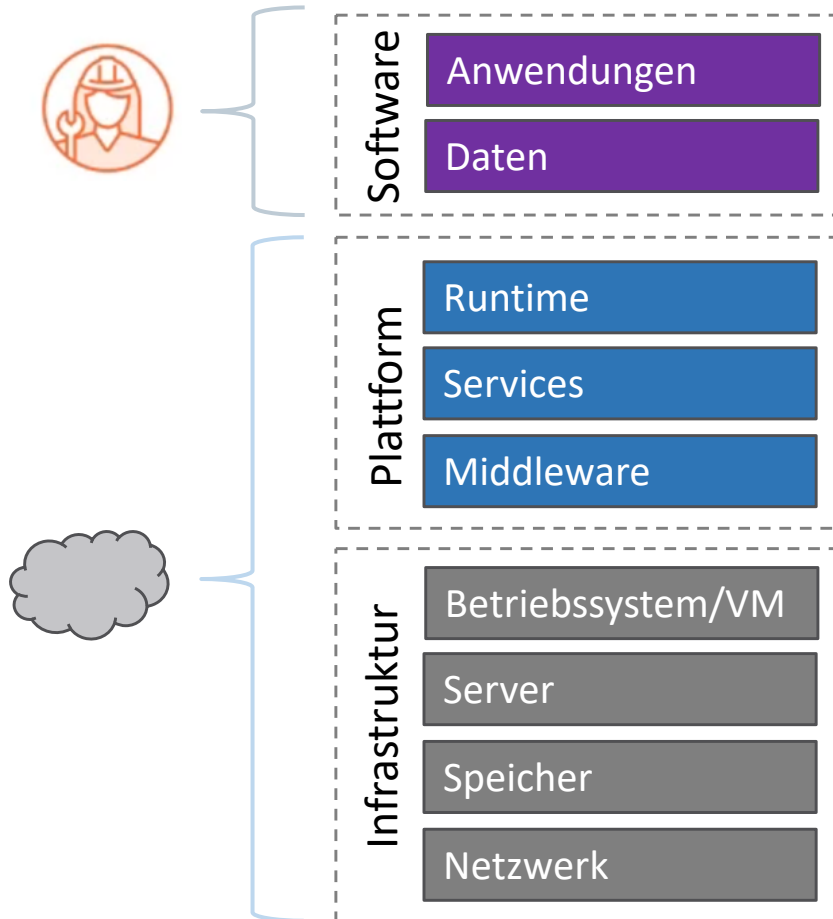 Software
Anwendungen
Daten
Plattform
Runtime
Services
Middleware
Infrastruktur
Betriebssystem/VM
Server
Speicher
Netzwerk